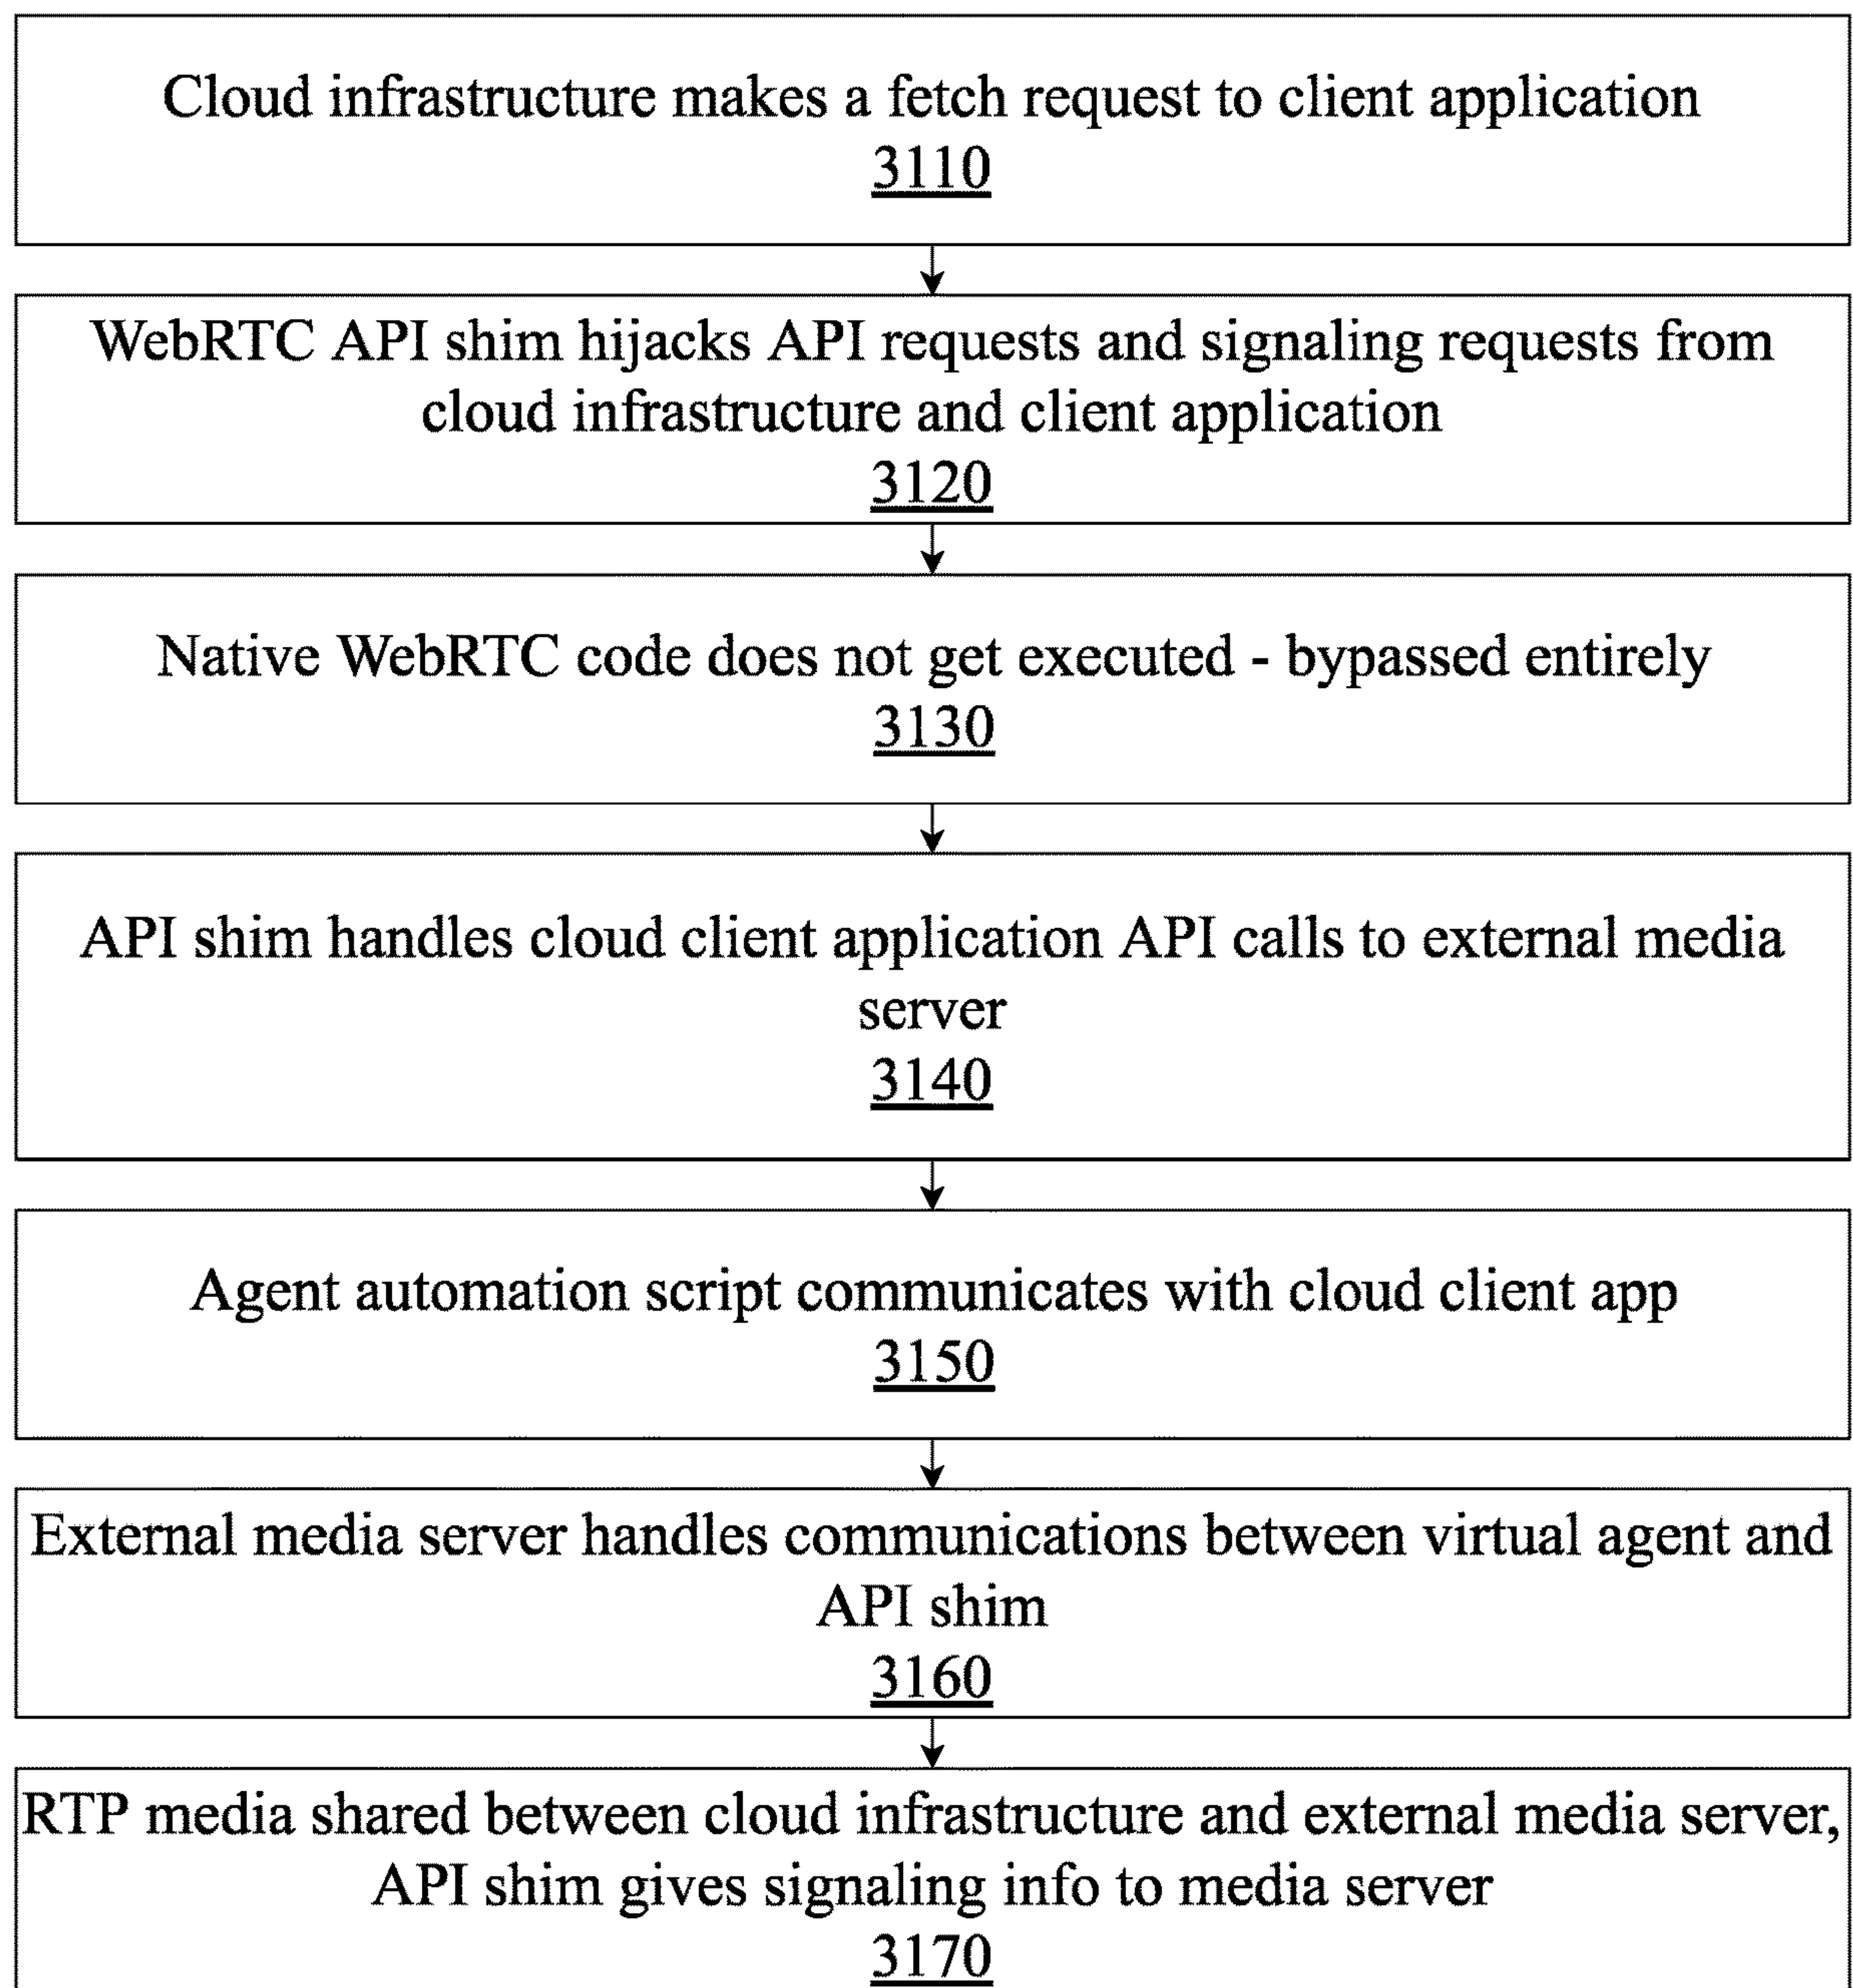 Cloud infrastructure makes a fetch request to client application
3110
WebRTC API shim hijacks API requests and signaling requests from
cloud infrastructure and client application
3120
Native WebRTC code does not get executed - bypassed entirely
3130
API shim handles cloud client application API calls to external media
server
3140
Agent automation script communicates with cloud client app
3150
External media server handles communications between virtual agent and
API shim
3160
RTP media shared between cloud infrastructure and external media server,
API shim gives signaling info to media server
3170